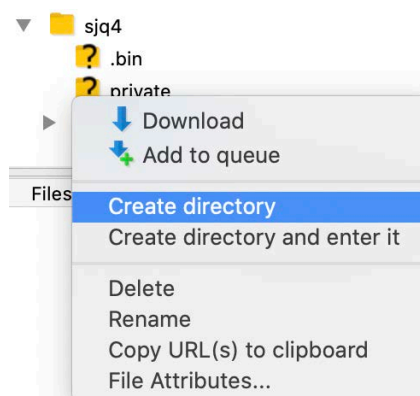 sjq4
.bin
private
Download
Add to queue
Files
Create directory
Create directory and enter it
Delete
Rename
Copy URL(s) to clipboard
File Attributes...